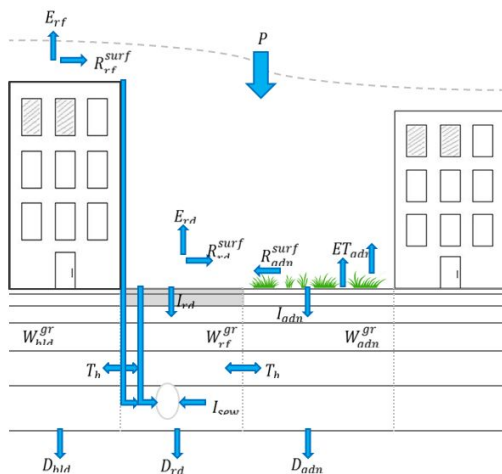 E_rf
R_rf^surf
P
E_rd
R_rd^surf
R_adn^surf
ET_adn
I_rd
I_adn
W_bld^gr
W_rf^gr
W_adn^gr
T_h
T_h
I_sew
D_bld
D_rd
D_adn